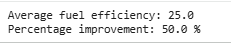 Average fuel efficiency: 25.0
Percentage improvement: 50.0 %